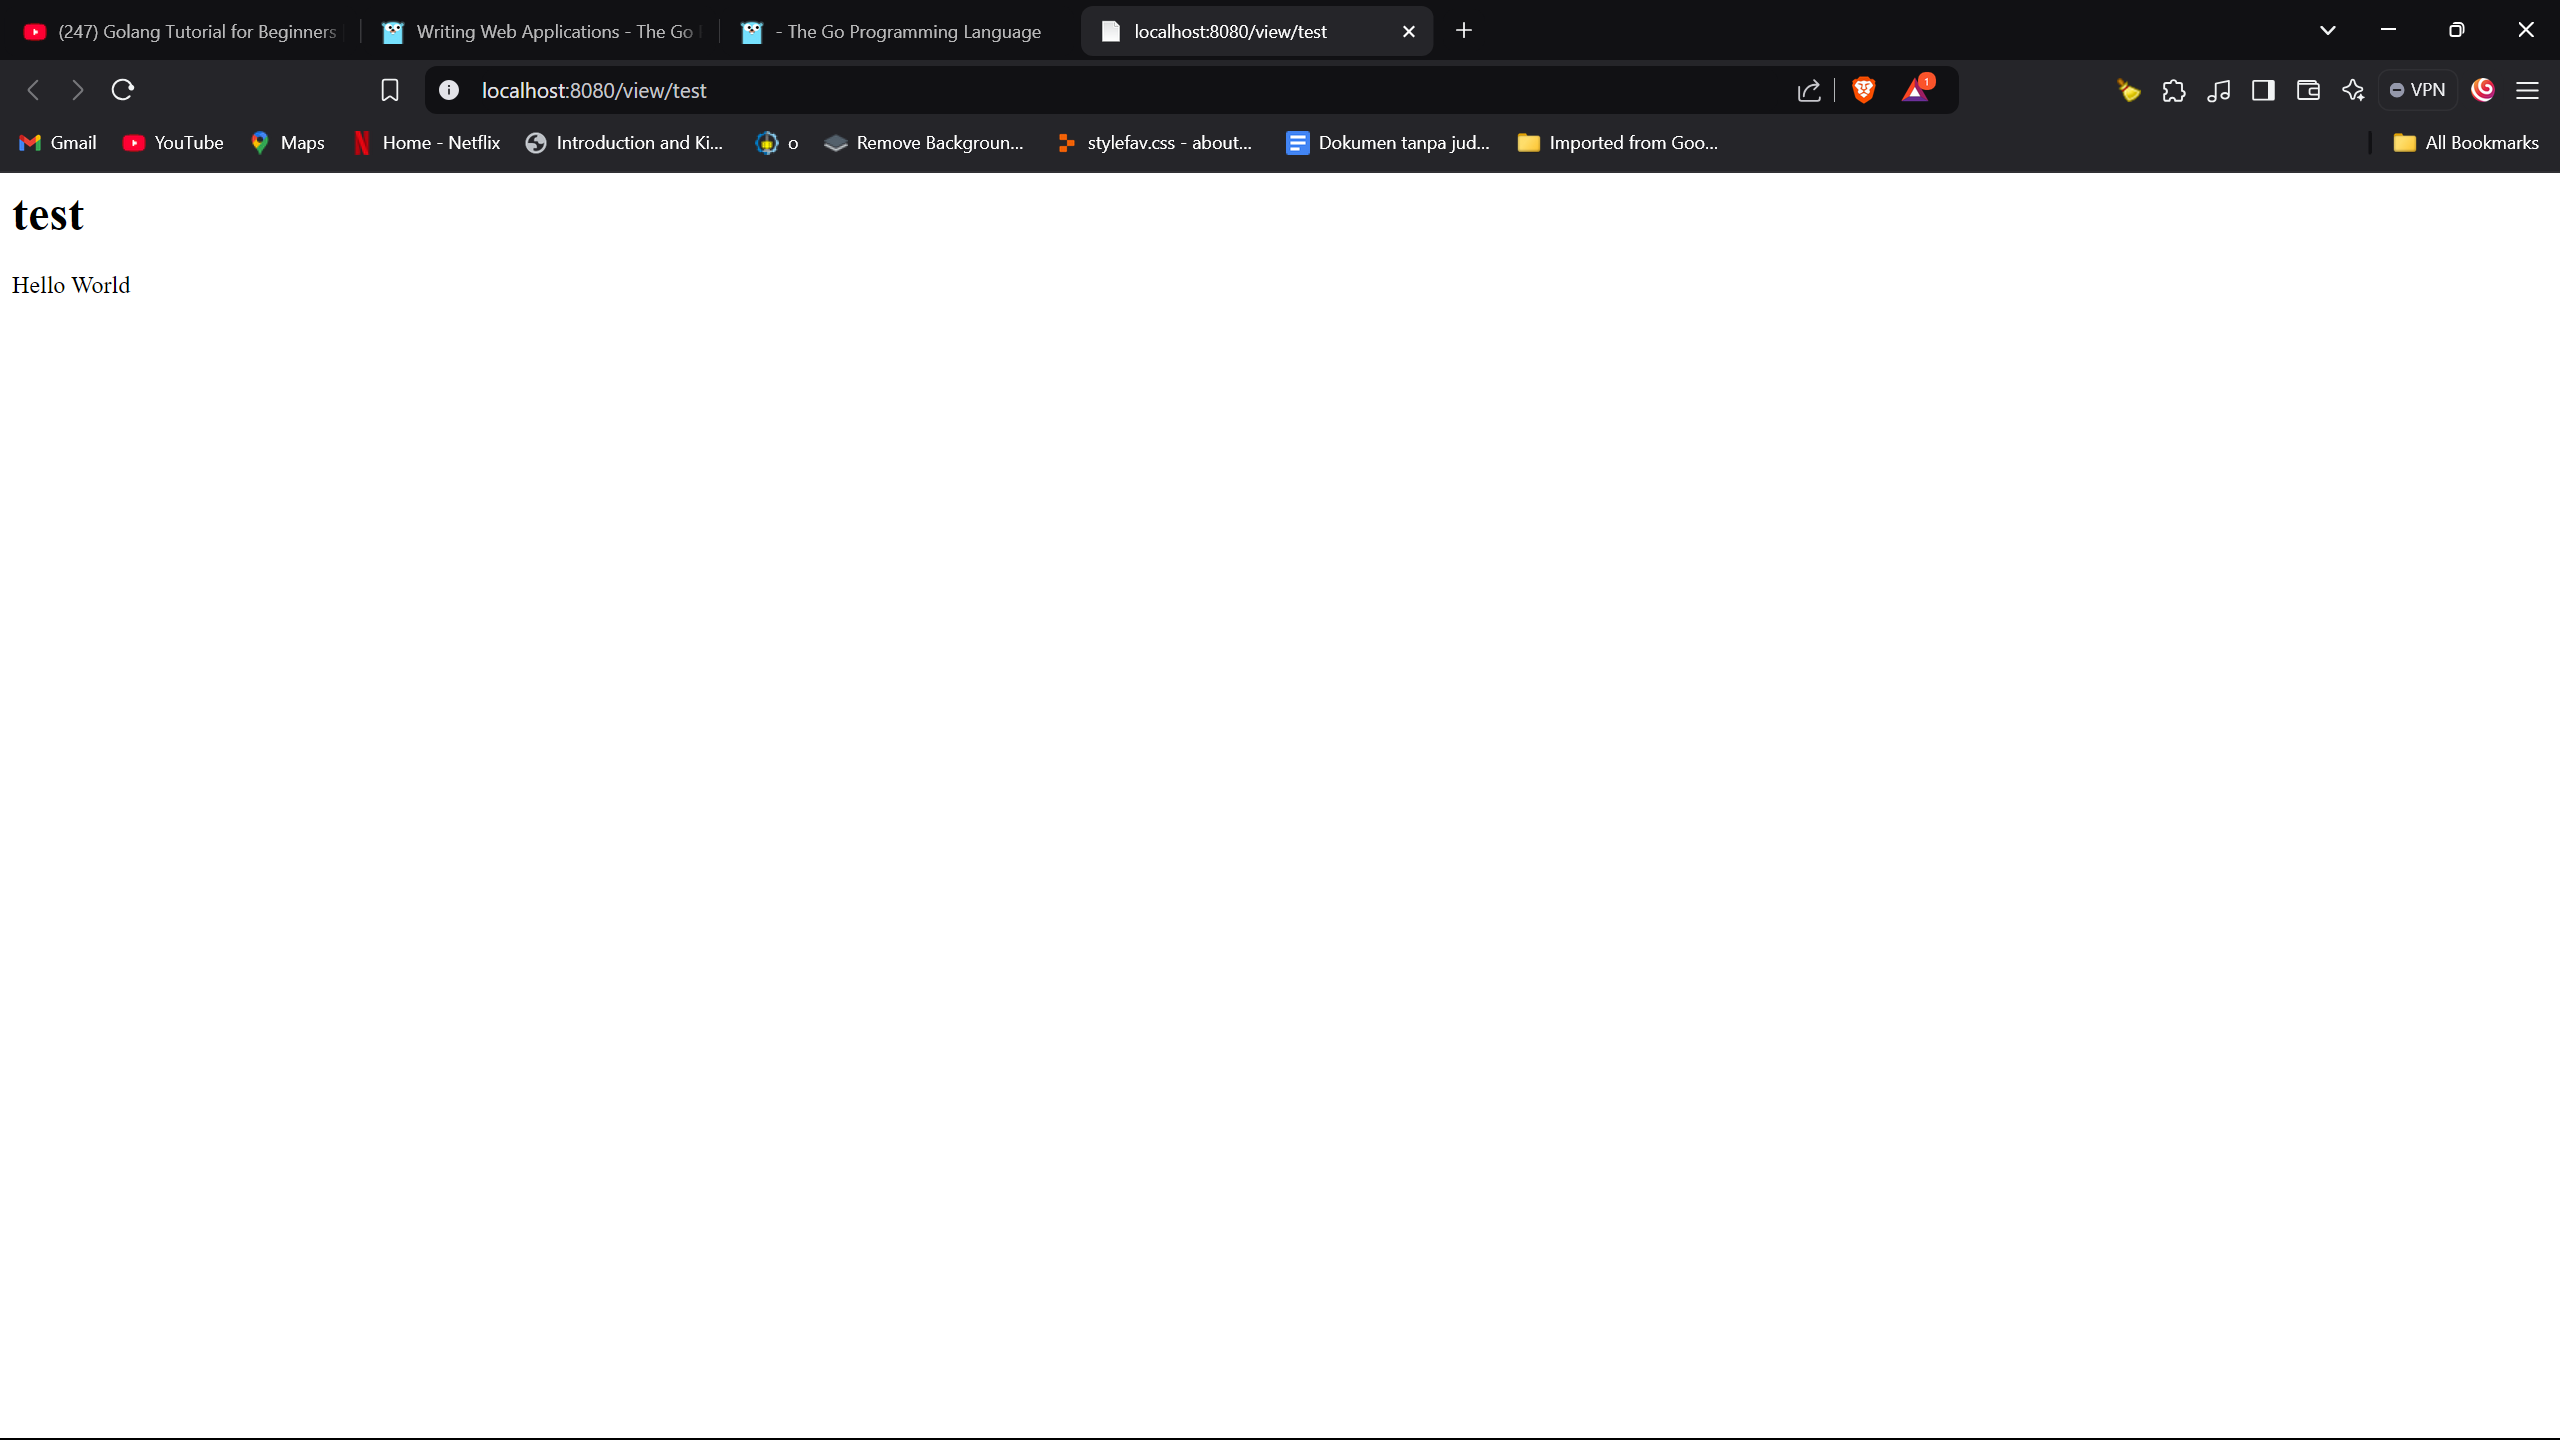 (247) Golang Tutorial for Beginners
Writing Web Applications - The Go
- The Go Programming Language
localhost:8080/view/test
localhost:8080/view/test
1
VPN
Gmail
YouTube
Maps
Home - Netflix
Introduction and Ki...
o
Remove Backgroun...
stylefav.css - about...
Dokumen tanpa jud...
Imported from Goo...
All Bookmarks
test
Hello World